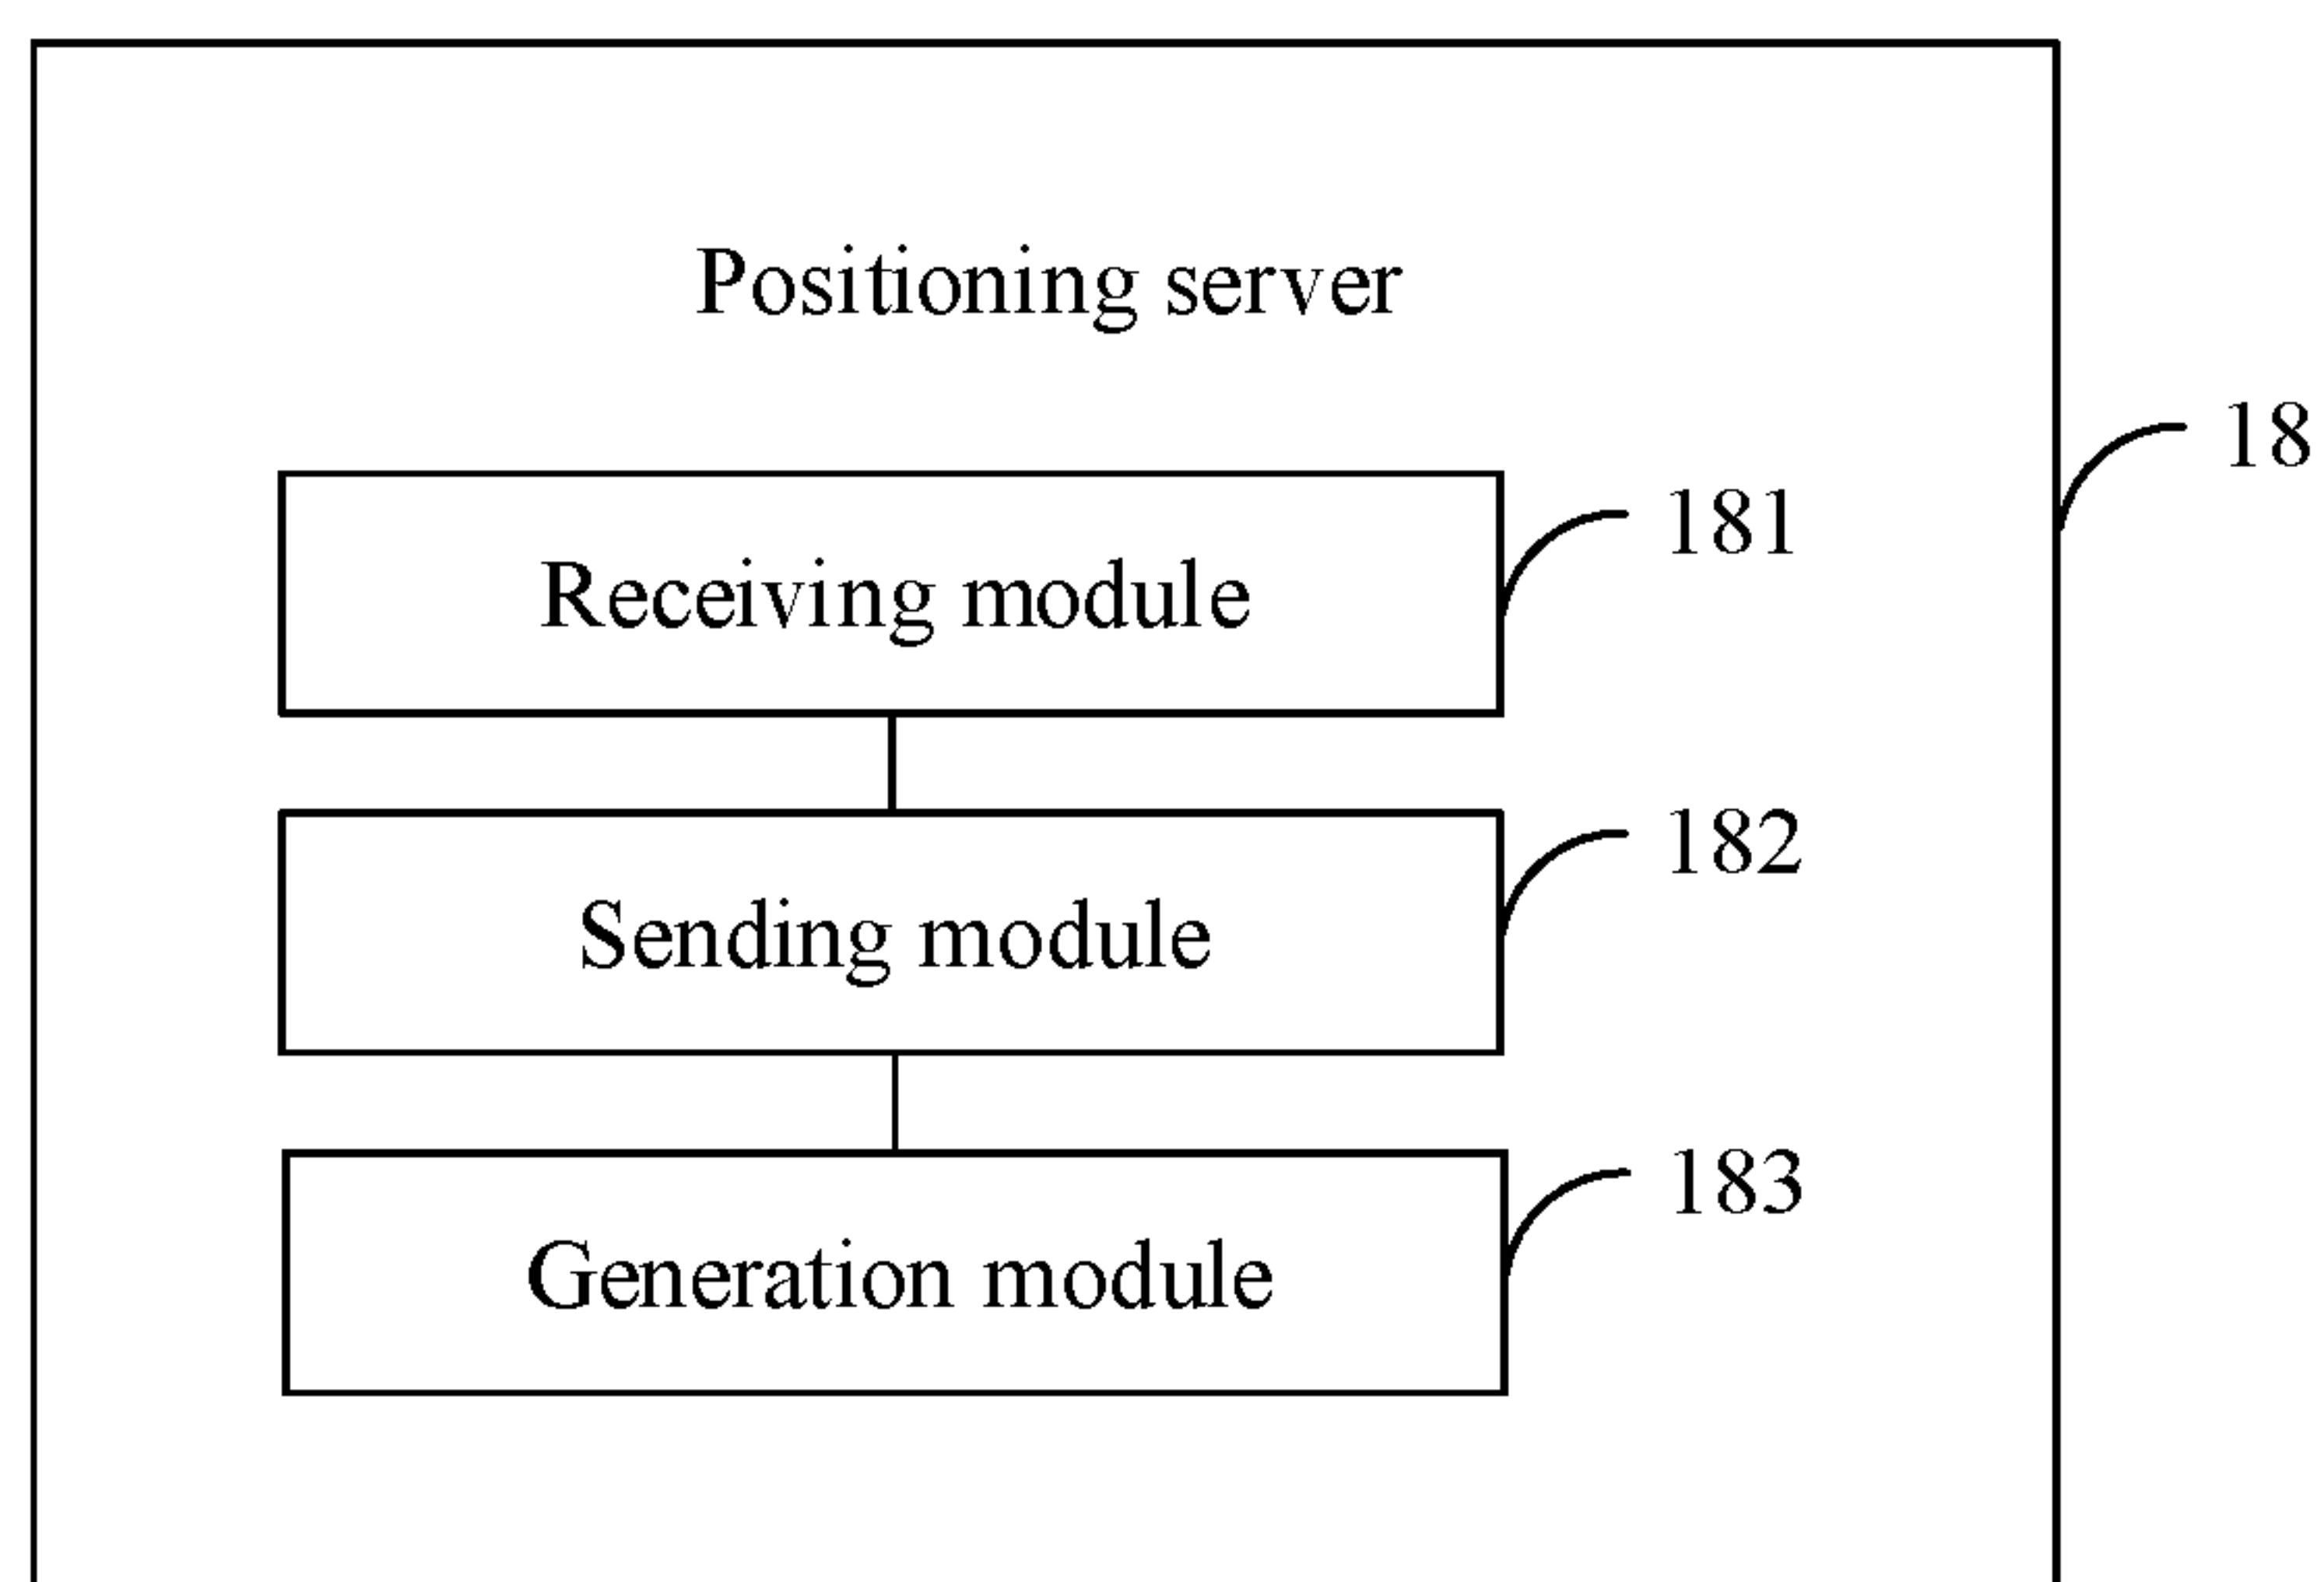 Positioning server
18
181
Receiving module
182
Sending module
183
Generation module